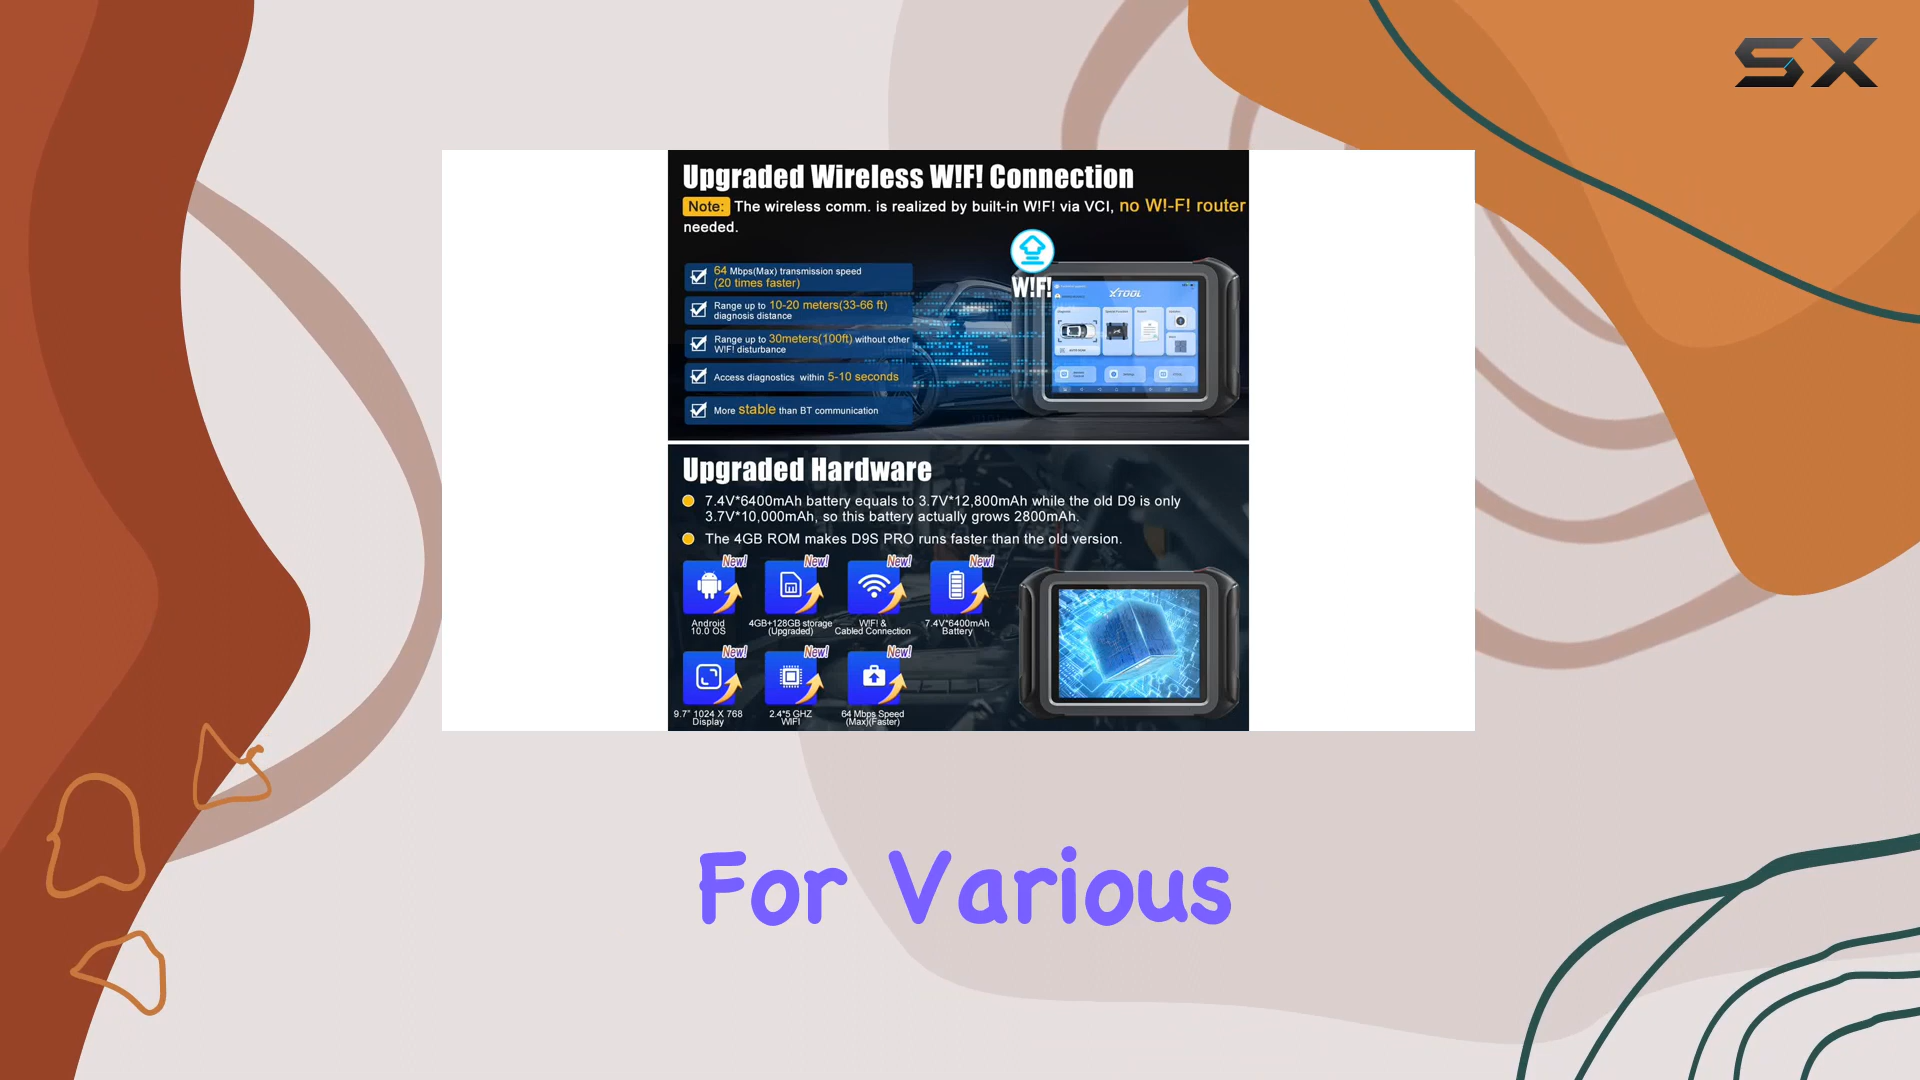 SX
Upgraded Wireless W!F! Connection
Note: The wireless comm. is realized by built-in W!F! via VCI, no W!-F! router
needed.
64 Mbps(Max) transmission speed
(20 times faster)
Range up to 10-20 meters(33-66 ft)
diagnosis distance
Range up to 30meters(100ft) without other
W!F! disturbance
Access diagnostics within 5-10 seconds
More stable than BT communication
W!F!
XTOOL
Upgraded Hardware
7.4V*6400mAh battery equals to 3.7V*12,800mAh while the old D9 is only
3.7V*10,000mAh, so this battery actually grows 2800mAh.
The 4GB ROM makes D9S PRO runs faster than the old version.
New! New! New! New!
Android 4GB+128GB storage W!F! & 7.4V*6400mAh
10.0 OS (Upgraded) Cabled Connection Battery
New! New! New!
9.7" 1024 X 768 2.4*5 GHZ 64 Mbps Speed
Display WIFI (Max)(Faster)
For Various